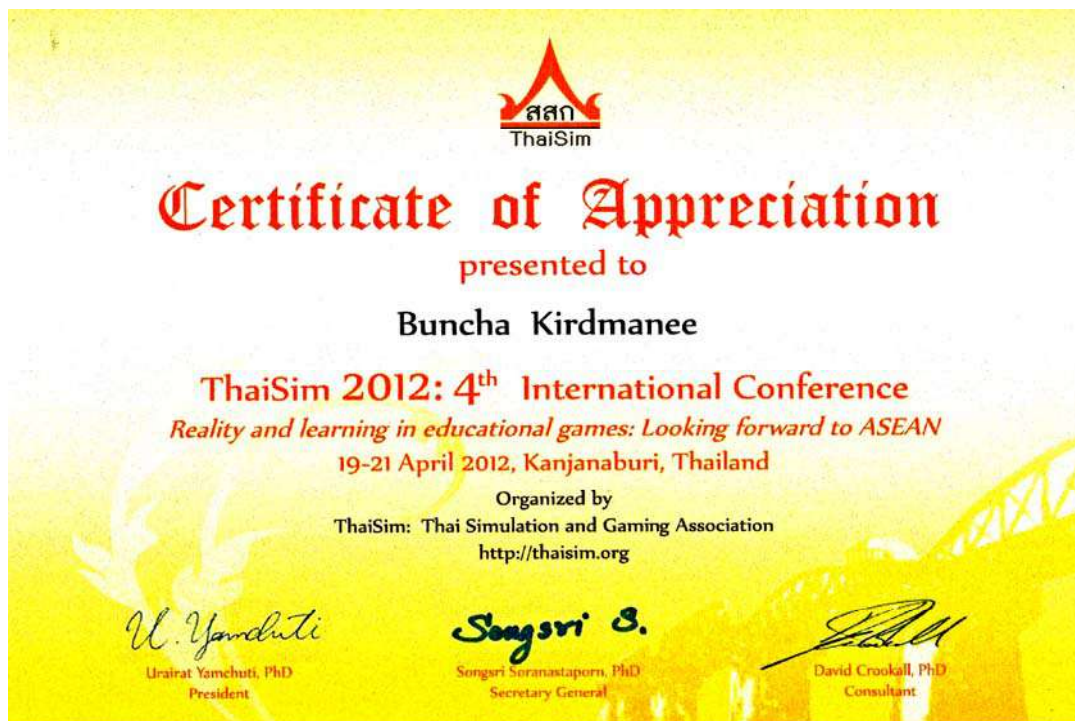 สสท
ThaiSim
Certificate of Appreciation
presented to
Buncha Kirdmanee
ThaiSim 2012: 4th International Conference
Reality and learning in educational games: Looking forward to ASEAN
19-21 April 2012, Kanjanaburi, Thailand
Organized by
ThaiSim: Thai Simulation and Gaming Association
http://thaisim.org
U. Yamchuti
Songsri S.
Urairat Yamchuti, PhD
Songsri Soranastaporn, PhD
David Crookall, PhD
President
Secretary General
Consultant